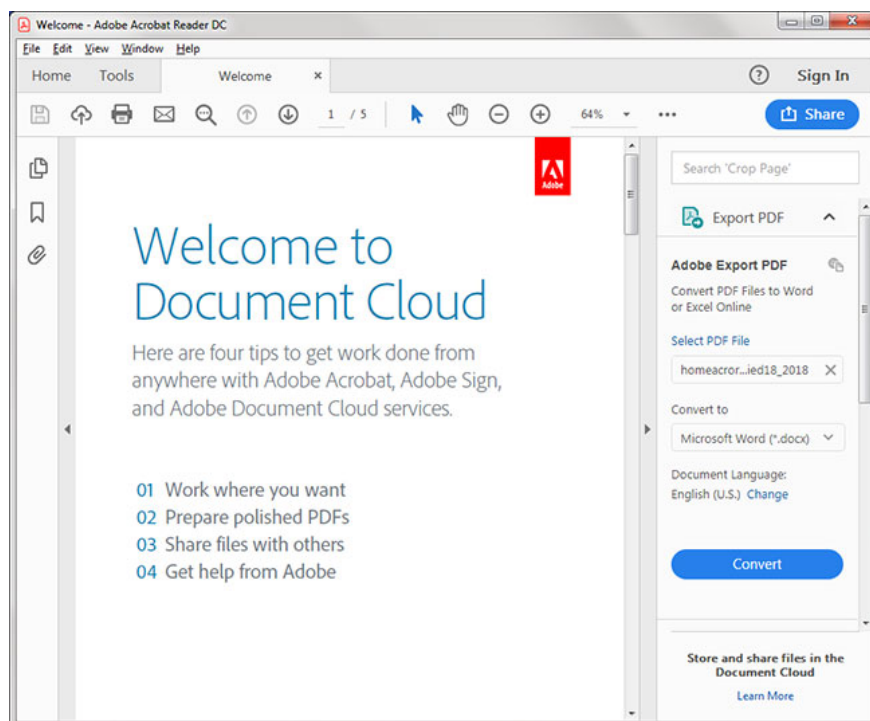 Welcome - Adobe Acrobat Reader DC
File Edit View Window Help
Home Tools Welcome × ? Sign In
1 / 5 64% Share
Adobe
Welcome to
Document Cloud
Here are four tips to get work done from
anywhere with Adobe Acrobat, Adobe Sign,
and Adobe Document Cloud services.
01 Work where you want
02 Prepare polished PDFs
03 Share files with others
04 Get help from Adobe
Search 'Crop Page'
Export PDF
Adobe Export PDF
Convert PDF Files to Word
or Excel Online
Select PDF File
homeacror...ied18_2018
Convert to
Microsoft Word (*.docx)
Document Language:
English (U.S.) Change
Convert
Store and share files in the
Document Cloud
Learn More